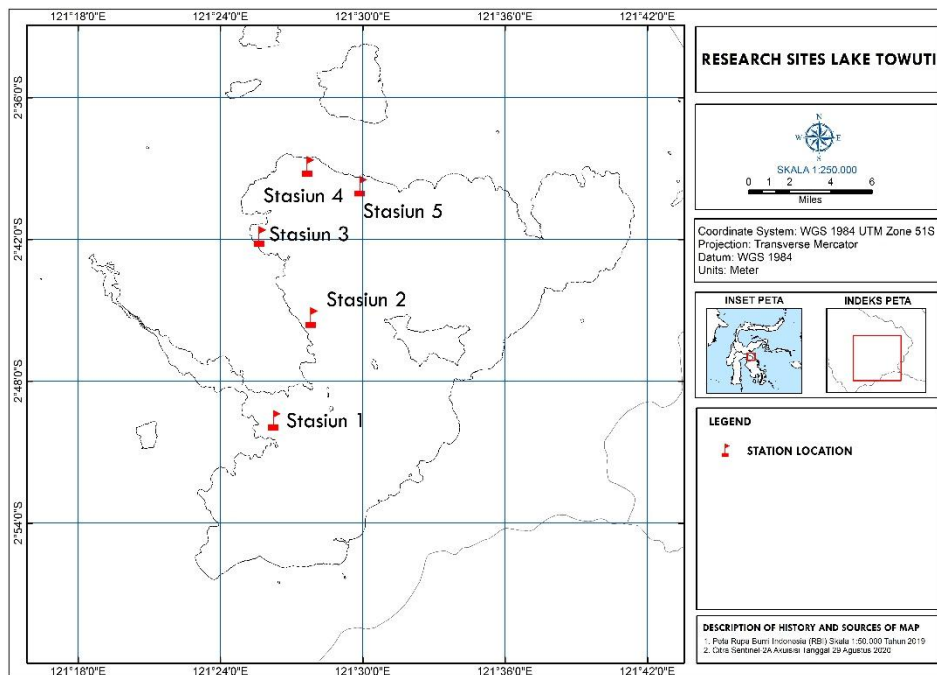 121°18'0"E 121°24'0"E 121°30'0"E 121°36'0"E 121°42'0"E
2°36'0"S
2°42'0"S
2°48'0"S
2°54'0"S
Stasiun 4
Stasiun 5
Stasiun 3
Stasiun 2
Stasiun 1
121°18'0"E 121°24'0"E 121°30'0"E 121°36'0"E 121°42'0"E
RESEARCH SITES LAKE TOWUTI
N
W E
S
SKALA 1:250.000
0 1 2 4 6
Miles
Coordinate System: WGS 1984 UTM Zone 51S
Projection: Transverse Mercator
Datum: WGS 1984
Units: Meter
INSET PETA INDEKS PETA
LEGEND
STATION LOCATION
DESCRIPTION OF HISTORY AND SOURCES OF MAP
1. Peta Rupa Bumi Indonesia (RBI) Skala 1:50.000 Tahun 2019
2. Citra Sentinel-2A Akuisisi Tanggal 29 Agustus 2020